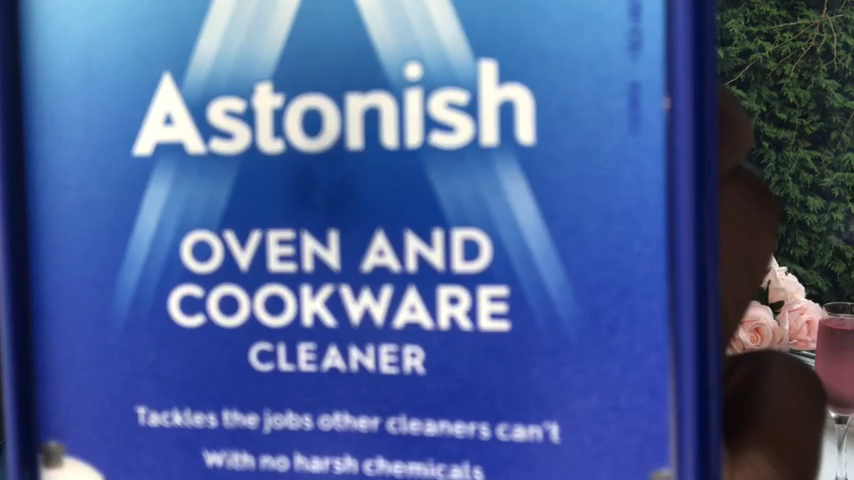 Astonish
OVEN AND
COOKWARE
CLEANER
Tackles the jobs other cleaners can't
With no harsh chemicals